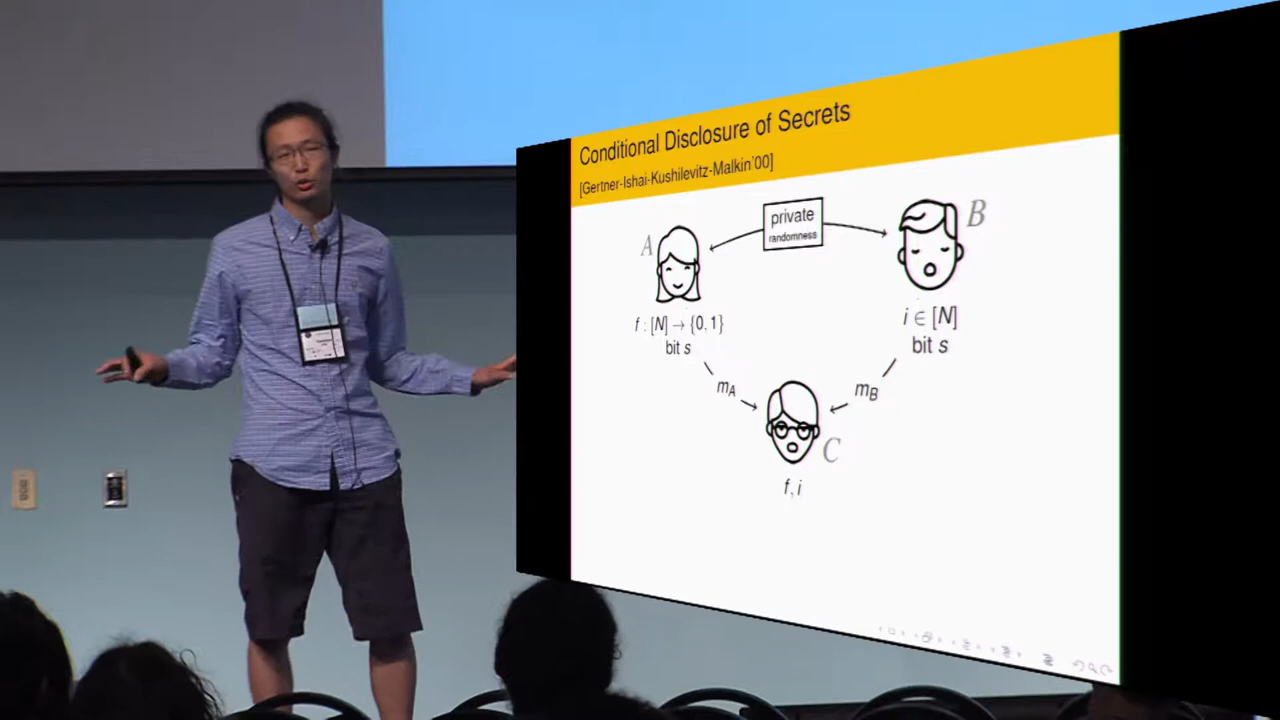 Conditional Disclosure of Secrets
[Gertner-Ishai-Kushilevitz-Malkin'00]
private
randomness
A
B
f : [N] → {0, 1}
bit s
i ∈ [N]
bit s
m_A
m_B
C
f, i